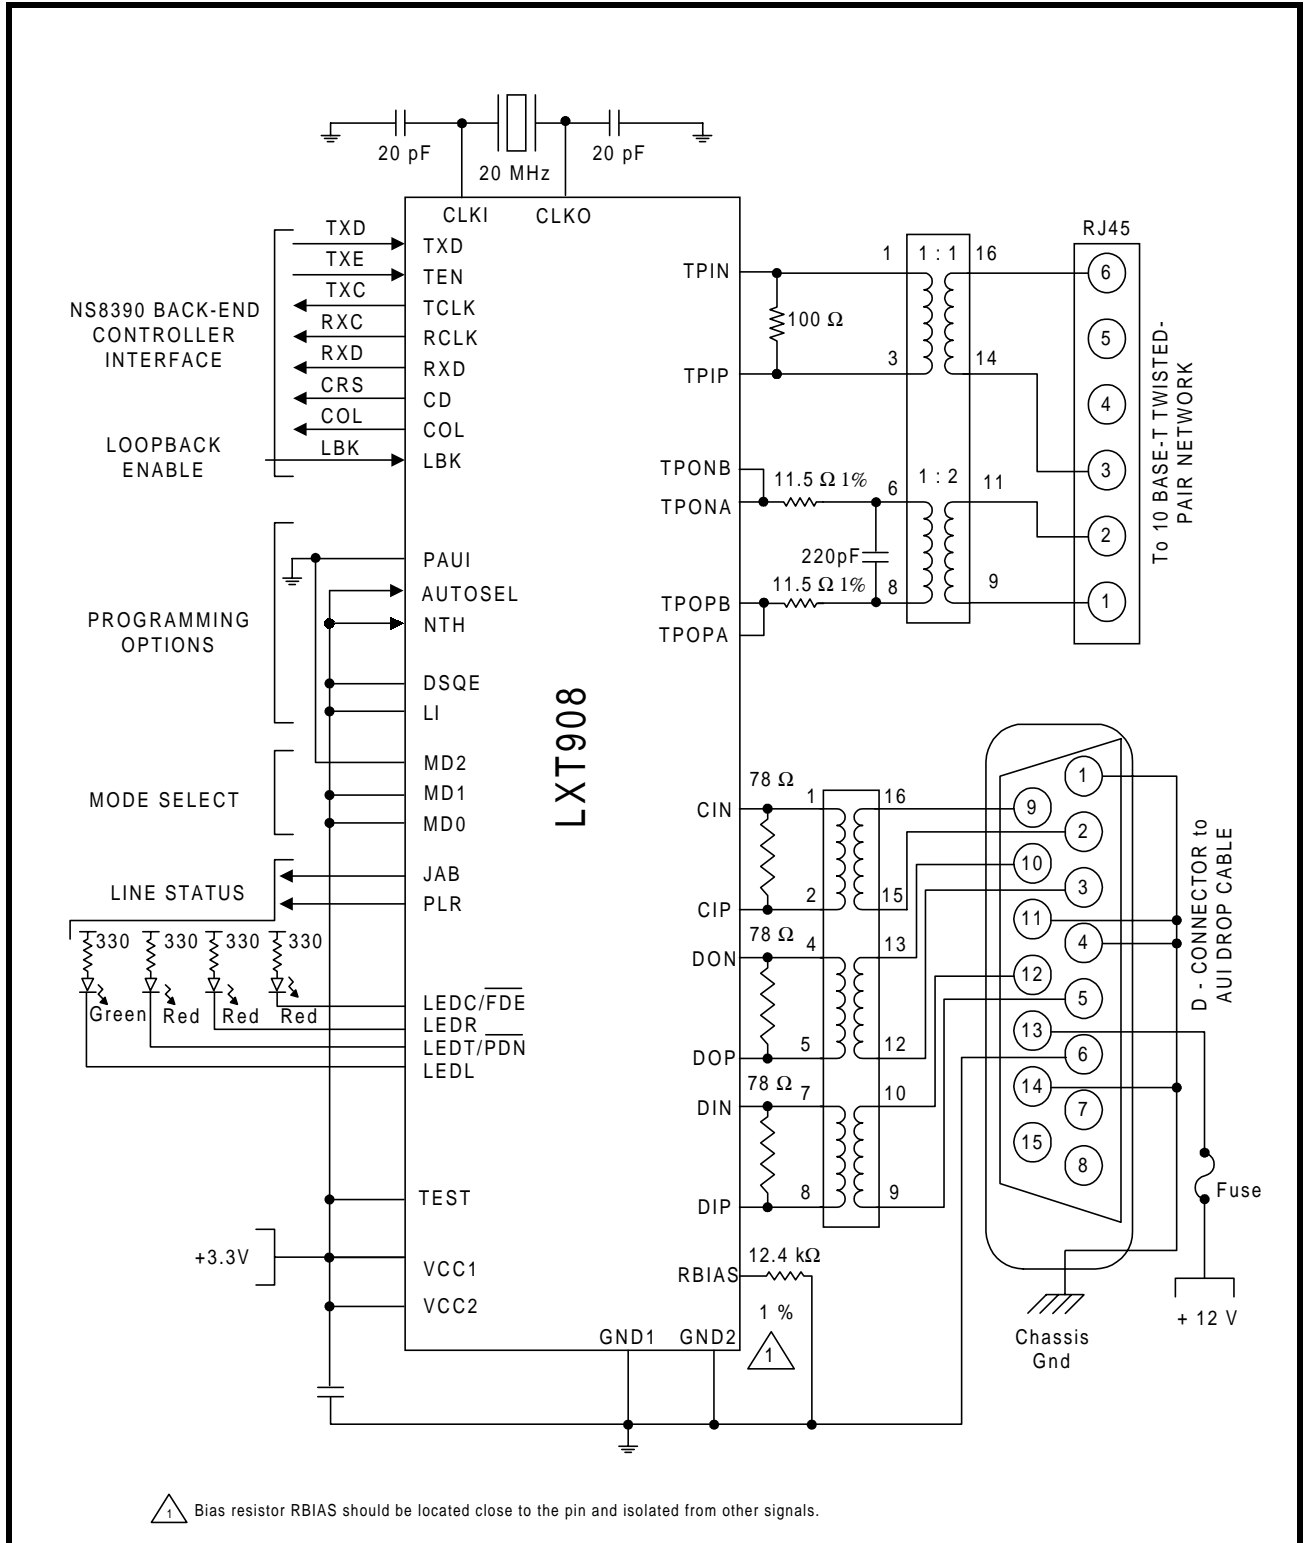 20 pF
20 MHz
20 pF
CLKI
CLKO
NS8390 BACK-END
CONTROLLER
INTERFACE
LOOPBACK
ENABLE
TXD
TXE
TXC
RXC
RXD
CRS
COL
LBK
TXD
TEN
TCLK
RCLK
RXD
CD
COL
LBK
PROGRAMMING
OPTIONS
PAUI
AUTOSEL
NTH
DSQE
LI
MODE SELECT
MD2
MD1
MD0
LINE STATUS
JAB
PLR
330
330
330
330
Green
Red
Red
Red
LEDC/FDE
LEDR
LEDT/PDN
LEDL
TEST
+3.3V
VCC1
VCC2
LXT908
TPIN
TPIP
100 Ω
1
1 : 1
16
3
14
TPONB
TPONA
11.5 Ω 1%
6
1 : 2
11
220pF
11.5 Ω 1%
8
9
TPOPB
TPOPA
RJ45
6
5
4
3
2
1
To 10 BASE-T TWISTED-
PAIR NETWORK
CIN
CIP
78 Ω
1
16
2
15
DON
DOP
78 Ω
4
13
5
12
DIN
DIP
78 Ω
7
10
8
9
1
9
2
10
3
11
4
12
5
13
6
14
7
15
8
D - CONNECTOR to
AUI DROP CABLE
Fuse
+ 12 V
Chassis
Gnd
RBIAS
12.4 kΩ
1 %
1
GND1
GND2
1 Bias resistor RBIAS should be located close to the pin and isolated from other signals.